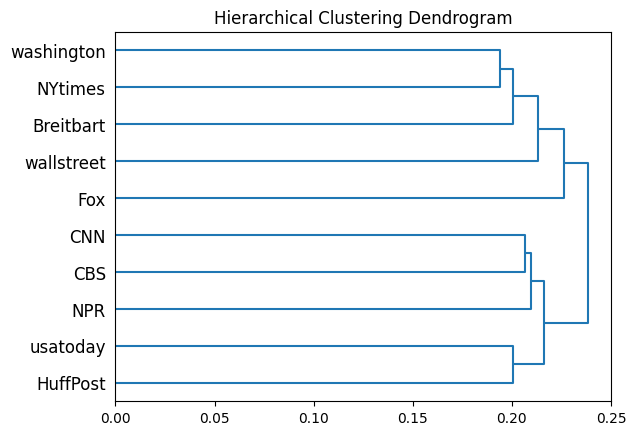 Hierarchical Clustering Dendrogram
washington
NYtimes
Breitbart
wallstreet
Fox
CNN
CBS
NPR
usatoday
HuffPost
0.00 0.05 0.10 0.15 0.20 0.25